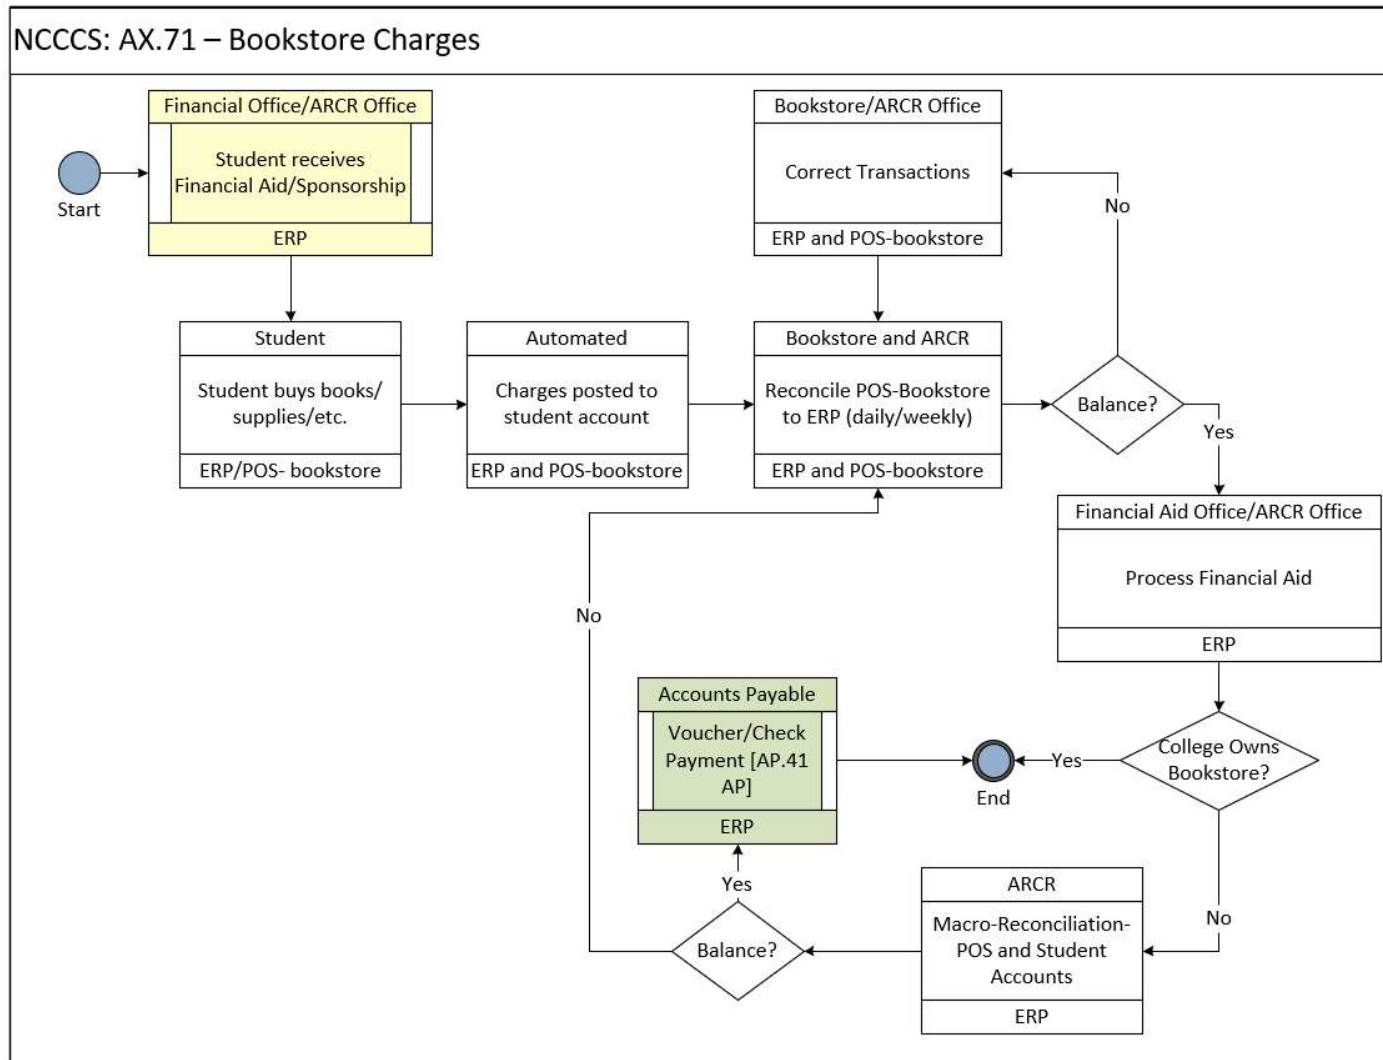 NCCCS: AX.71 – Bookstore Charges
Financial Office/ARCR Office
Student receives
Financial Aid/Sponsorship
ERP
Start
Bookstore/ARCR Office
Correct Transactions
ERP and POS-bookstore
No
Student
Student buys books/
supplies/etc.
ERP/POS- bookstore
Automated
Charges posted to
student account
ERP and POS-bookstore
Bookstore and ARCR
Reconcile POS-Bookstore
to ERP (daily/weekly)
ERP and POS-bookstore
Balance?
Yes
Financial Aid Office/ARCR Office
Process Financial Aid
ERP
College Owns
Bookstore?
Yes
End
No
ARCR
Macro-Reconciliation-
POS and Student
Accounts
ERP
Balance?
Yes
Accounts Payable
Voucher/Check
Payment [AP.41
AP]
ERP
No